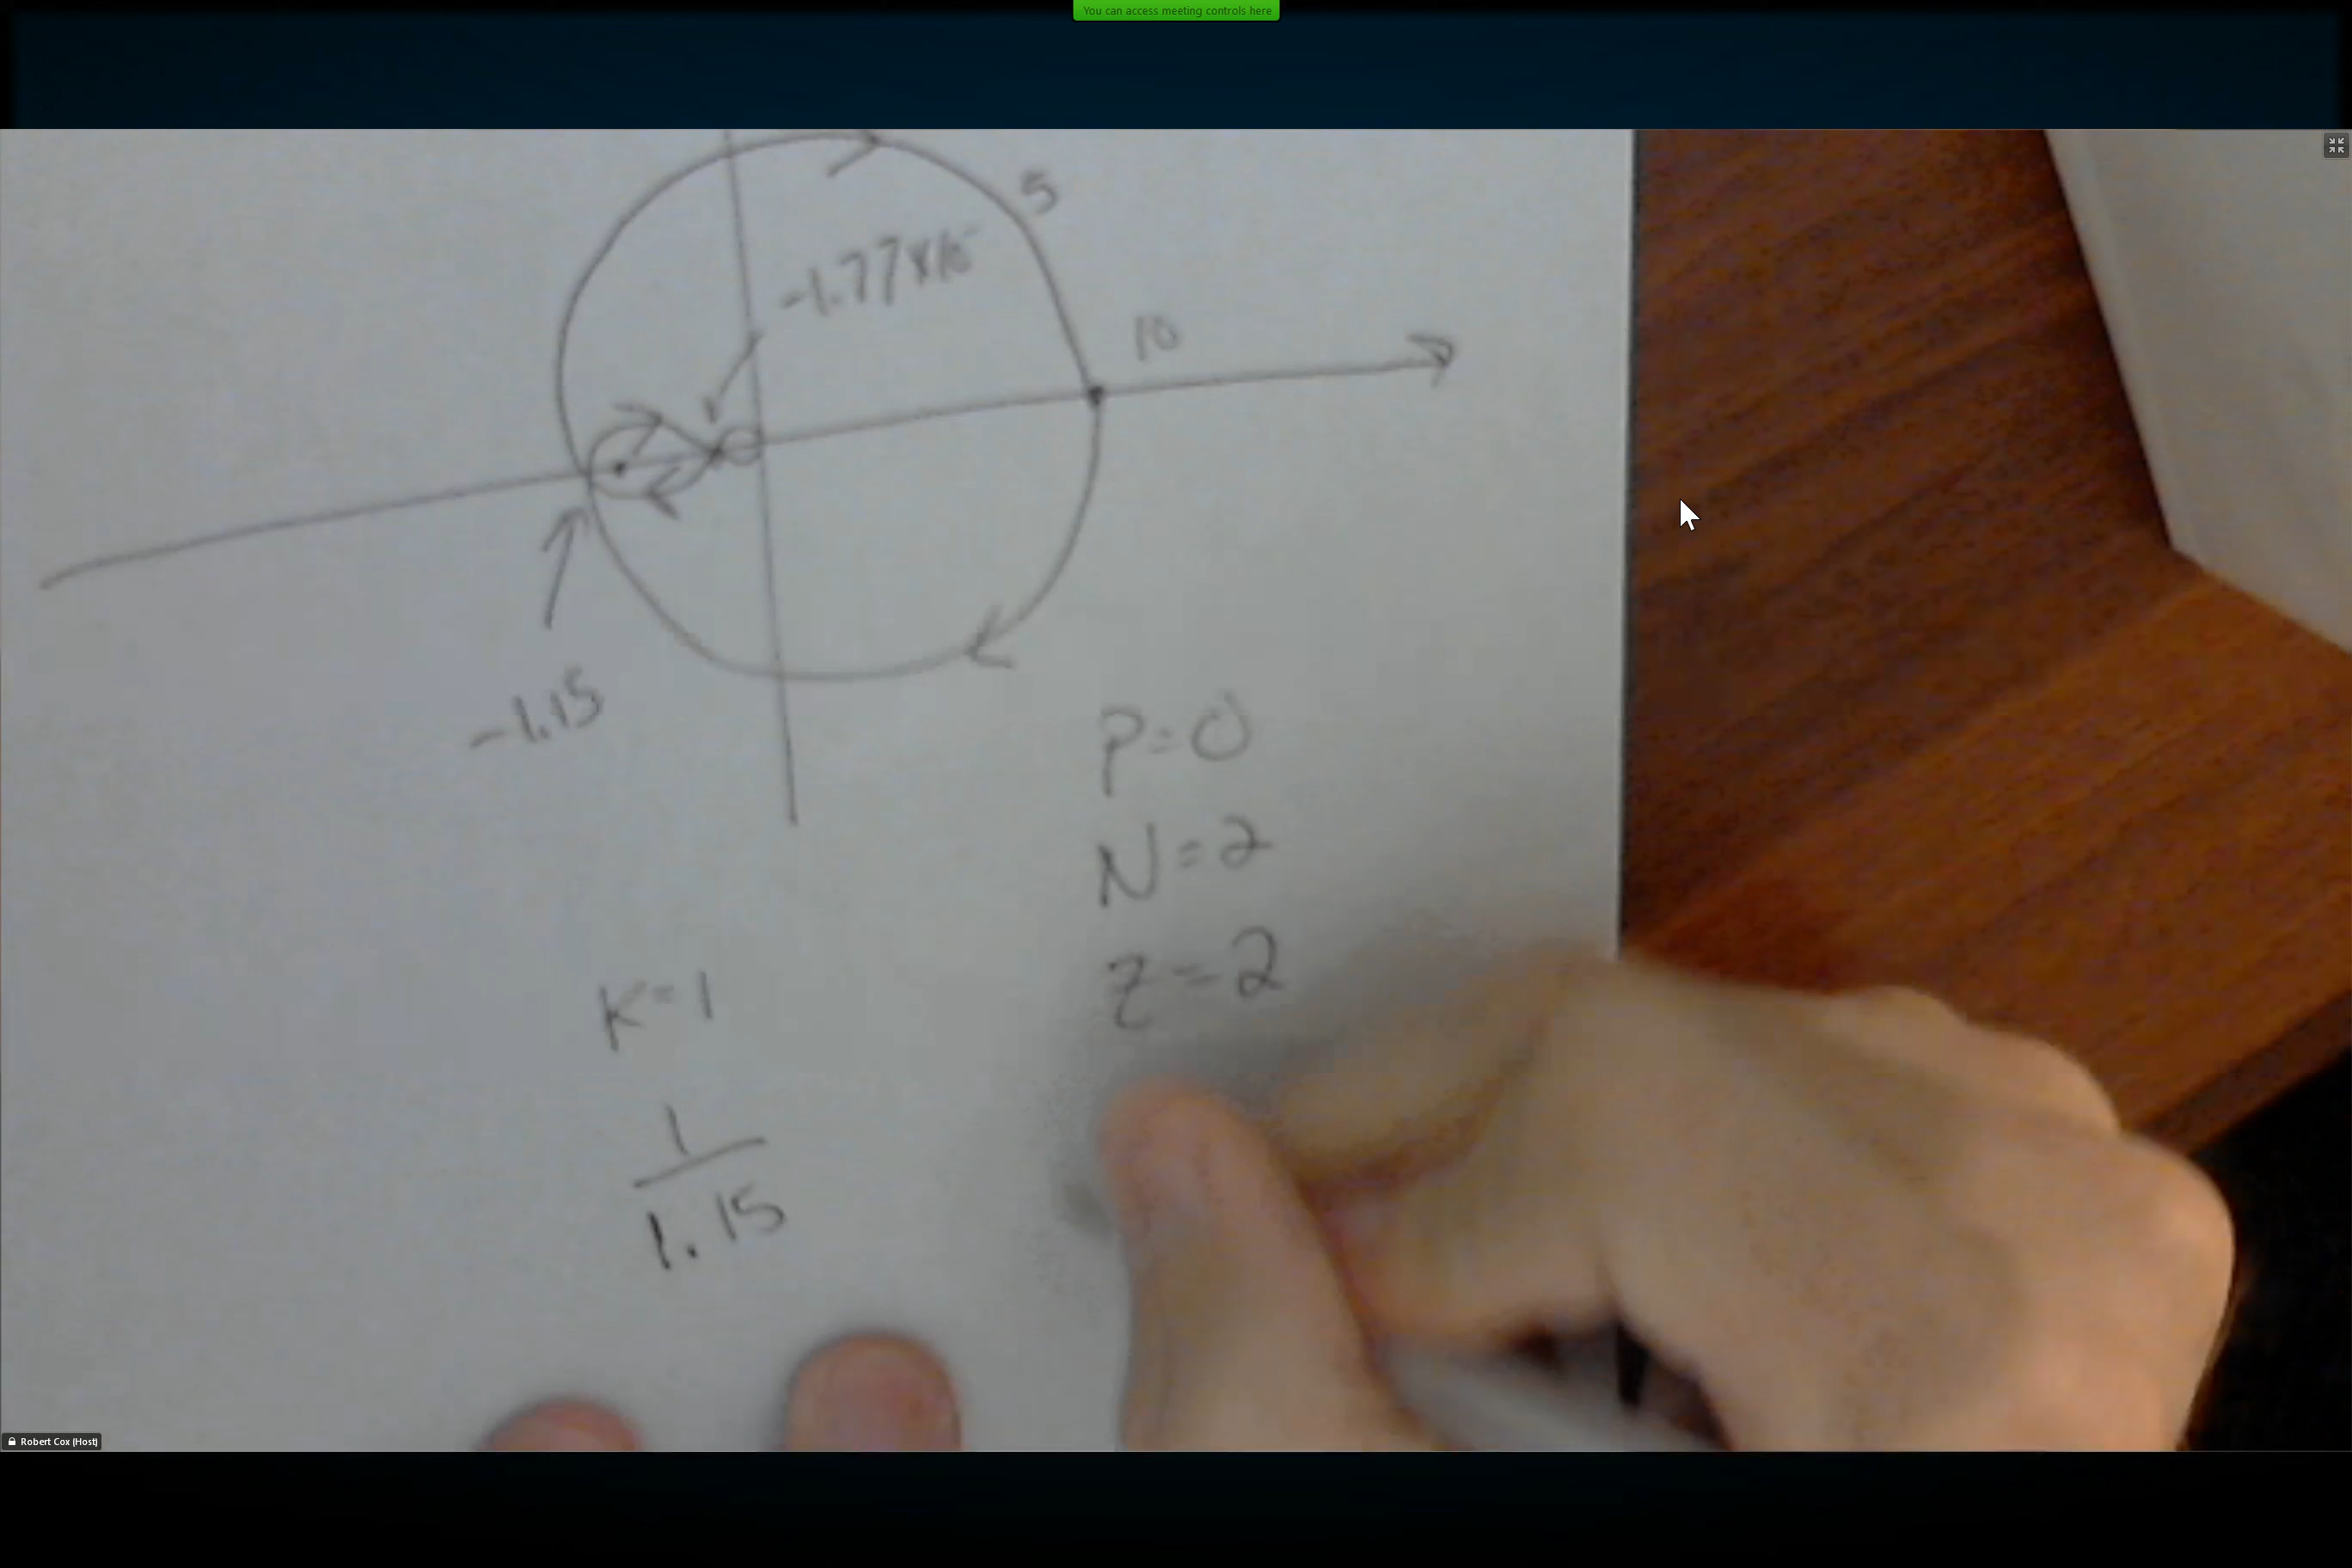 You can access meeting controls here
5
-1.77x10-
10
-1.15
P=0
N=2
Z=2
K=1
1
1.15
Robert Cox (Host)